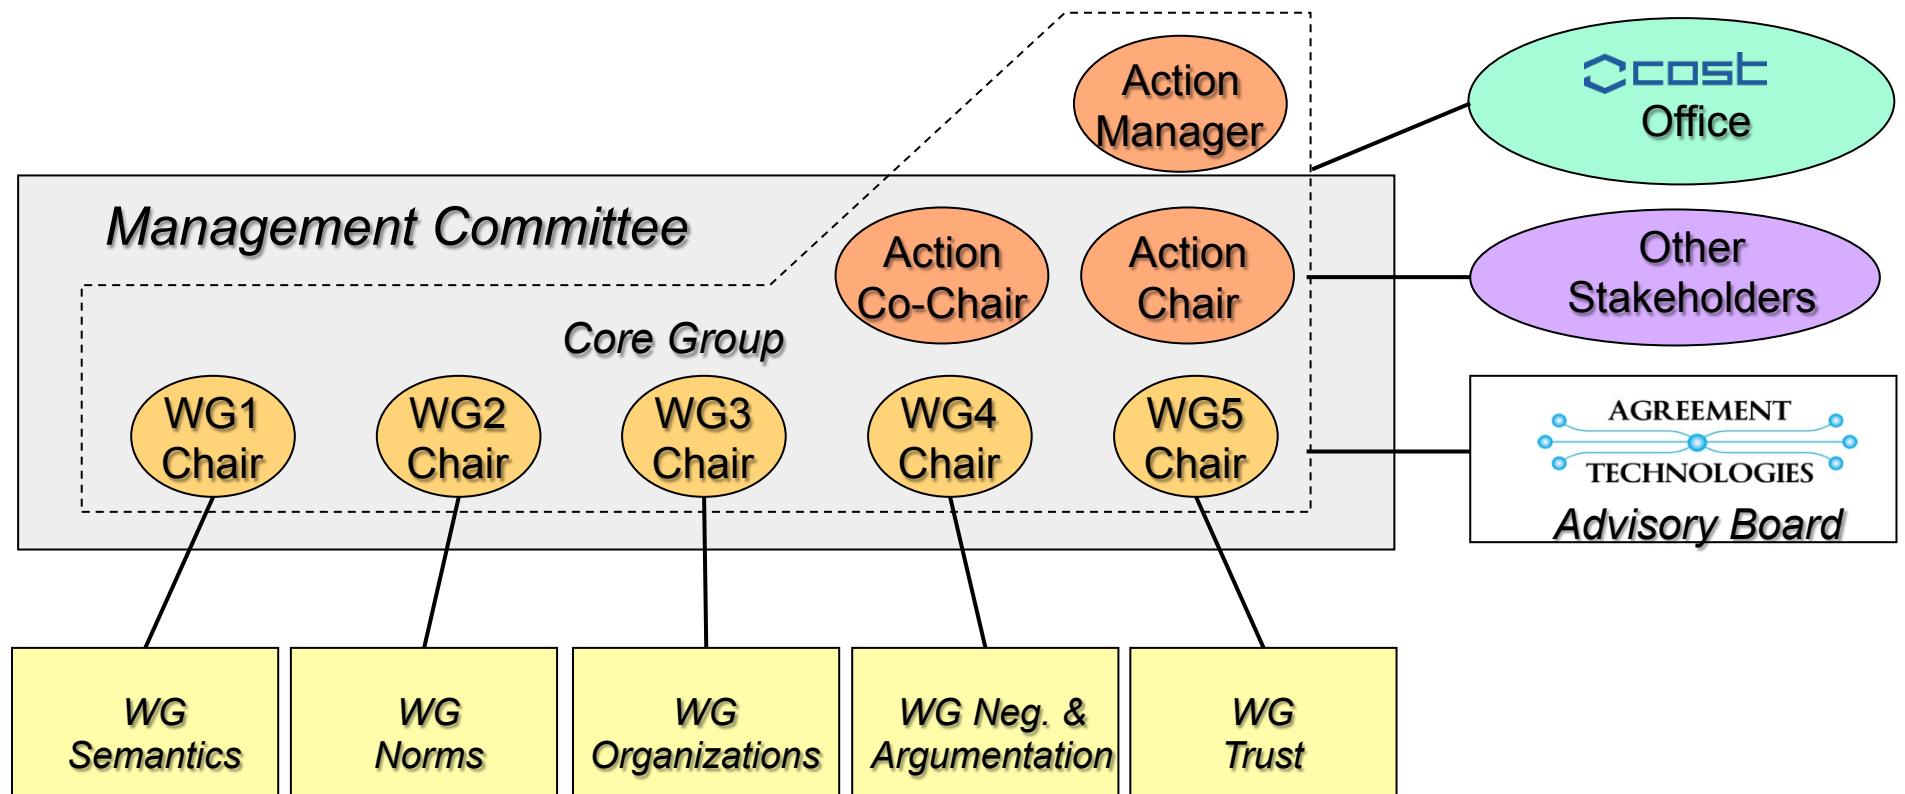 Action
Manager
cost
Office
Management Committee
Action
Co-Chair
Action
Chair
Other
Stakeholders
Core Group
WG1
Chair
WG2
Chair
WG3
Chair
WG4
Chair
WG5
Chair
AGREEMENT
TECHNOLOGIES
Advisory Board
WG
Semantics
WG
Norms
WG
Organizations
WG Neg. &
Argumentation
WG
Trust